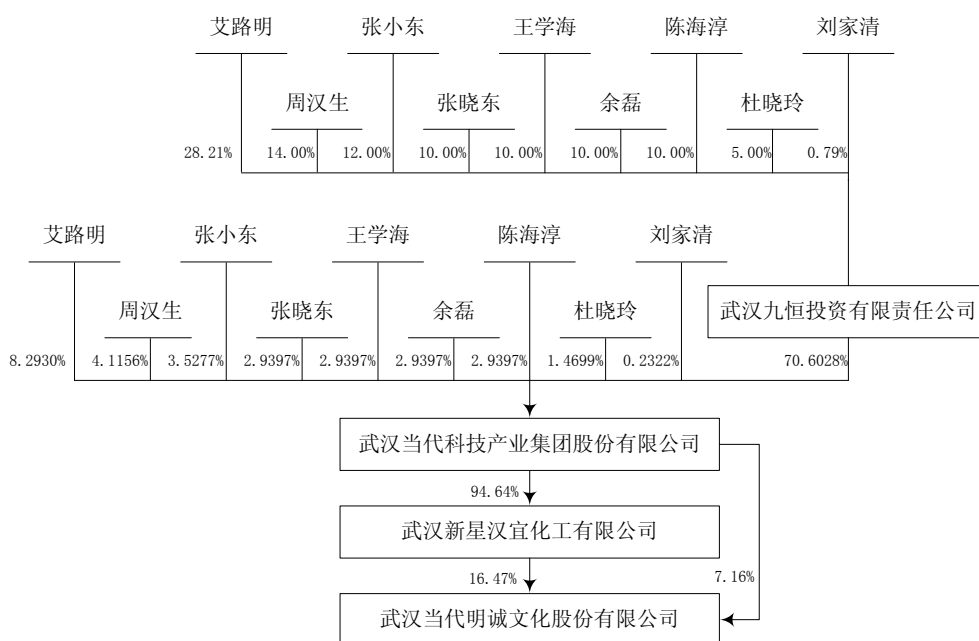 艾路明 张小东 王学海 陈海淳 刘家清
周汉生 张晓东 余磊 杜晓玲
28.21% 14.00% 12.00% 10.00% 10.00% 10.00% 10.00% 5.00% 0.79%
艾路明 张小东 王学海 陈海淳 刘家清
周汉生 张晓东 余磊 杜晓玲 武汉九恒投资有限责任公司
8.2930% 4.1156% 3.5277% 2.9397% 2.9397% 2.9397% 2.9397% 1.4699% 0.2322% 70.6028%
武汉当代科技产业集团股份有限公司
94.64%
武汉新星汉宜化工有限公司
16.47% 7.16%
武汉当代明诚文化股份有限公司